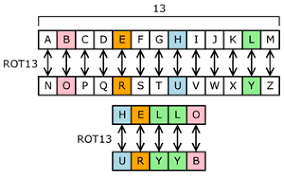 13
A B C D E F G H I J K L M
ROT13
N O P Q R S T U V W X Y Z
H E L L O
ROT13
U R Y Y B